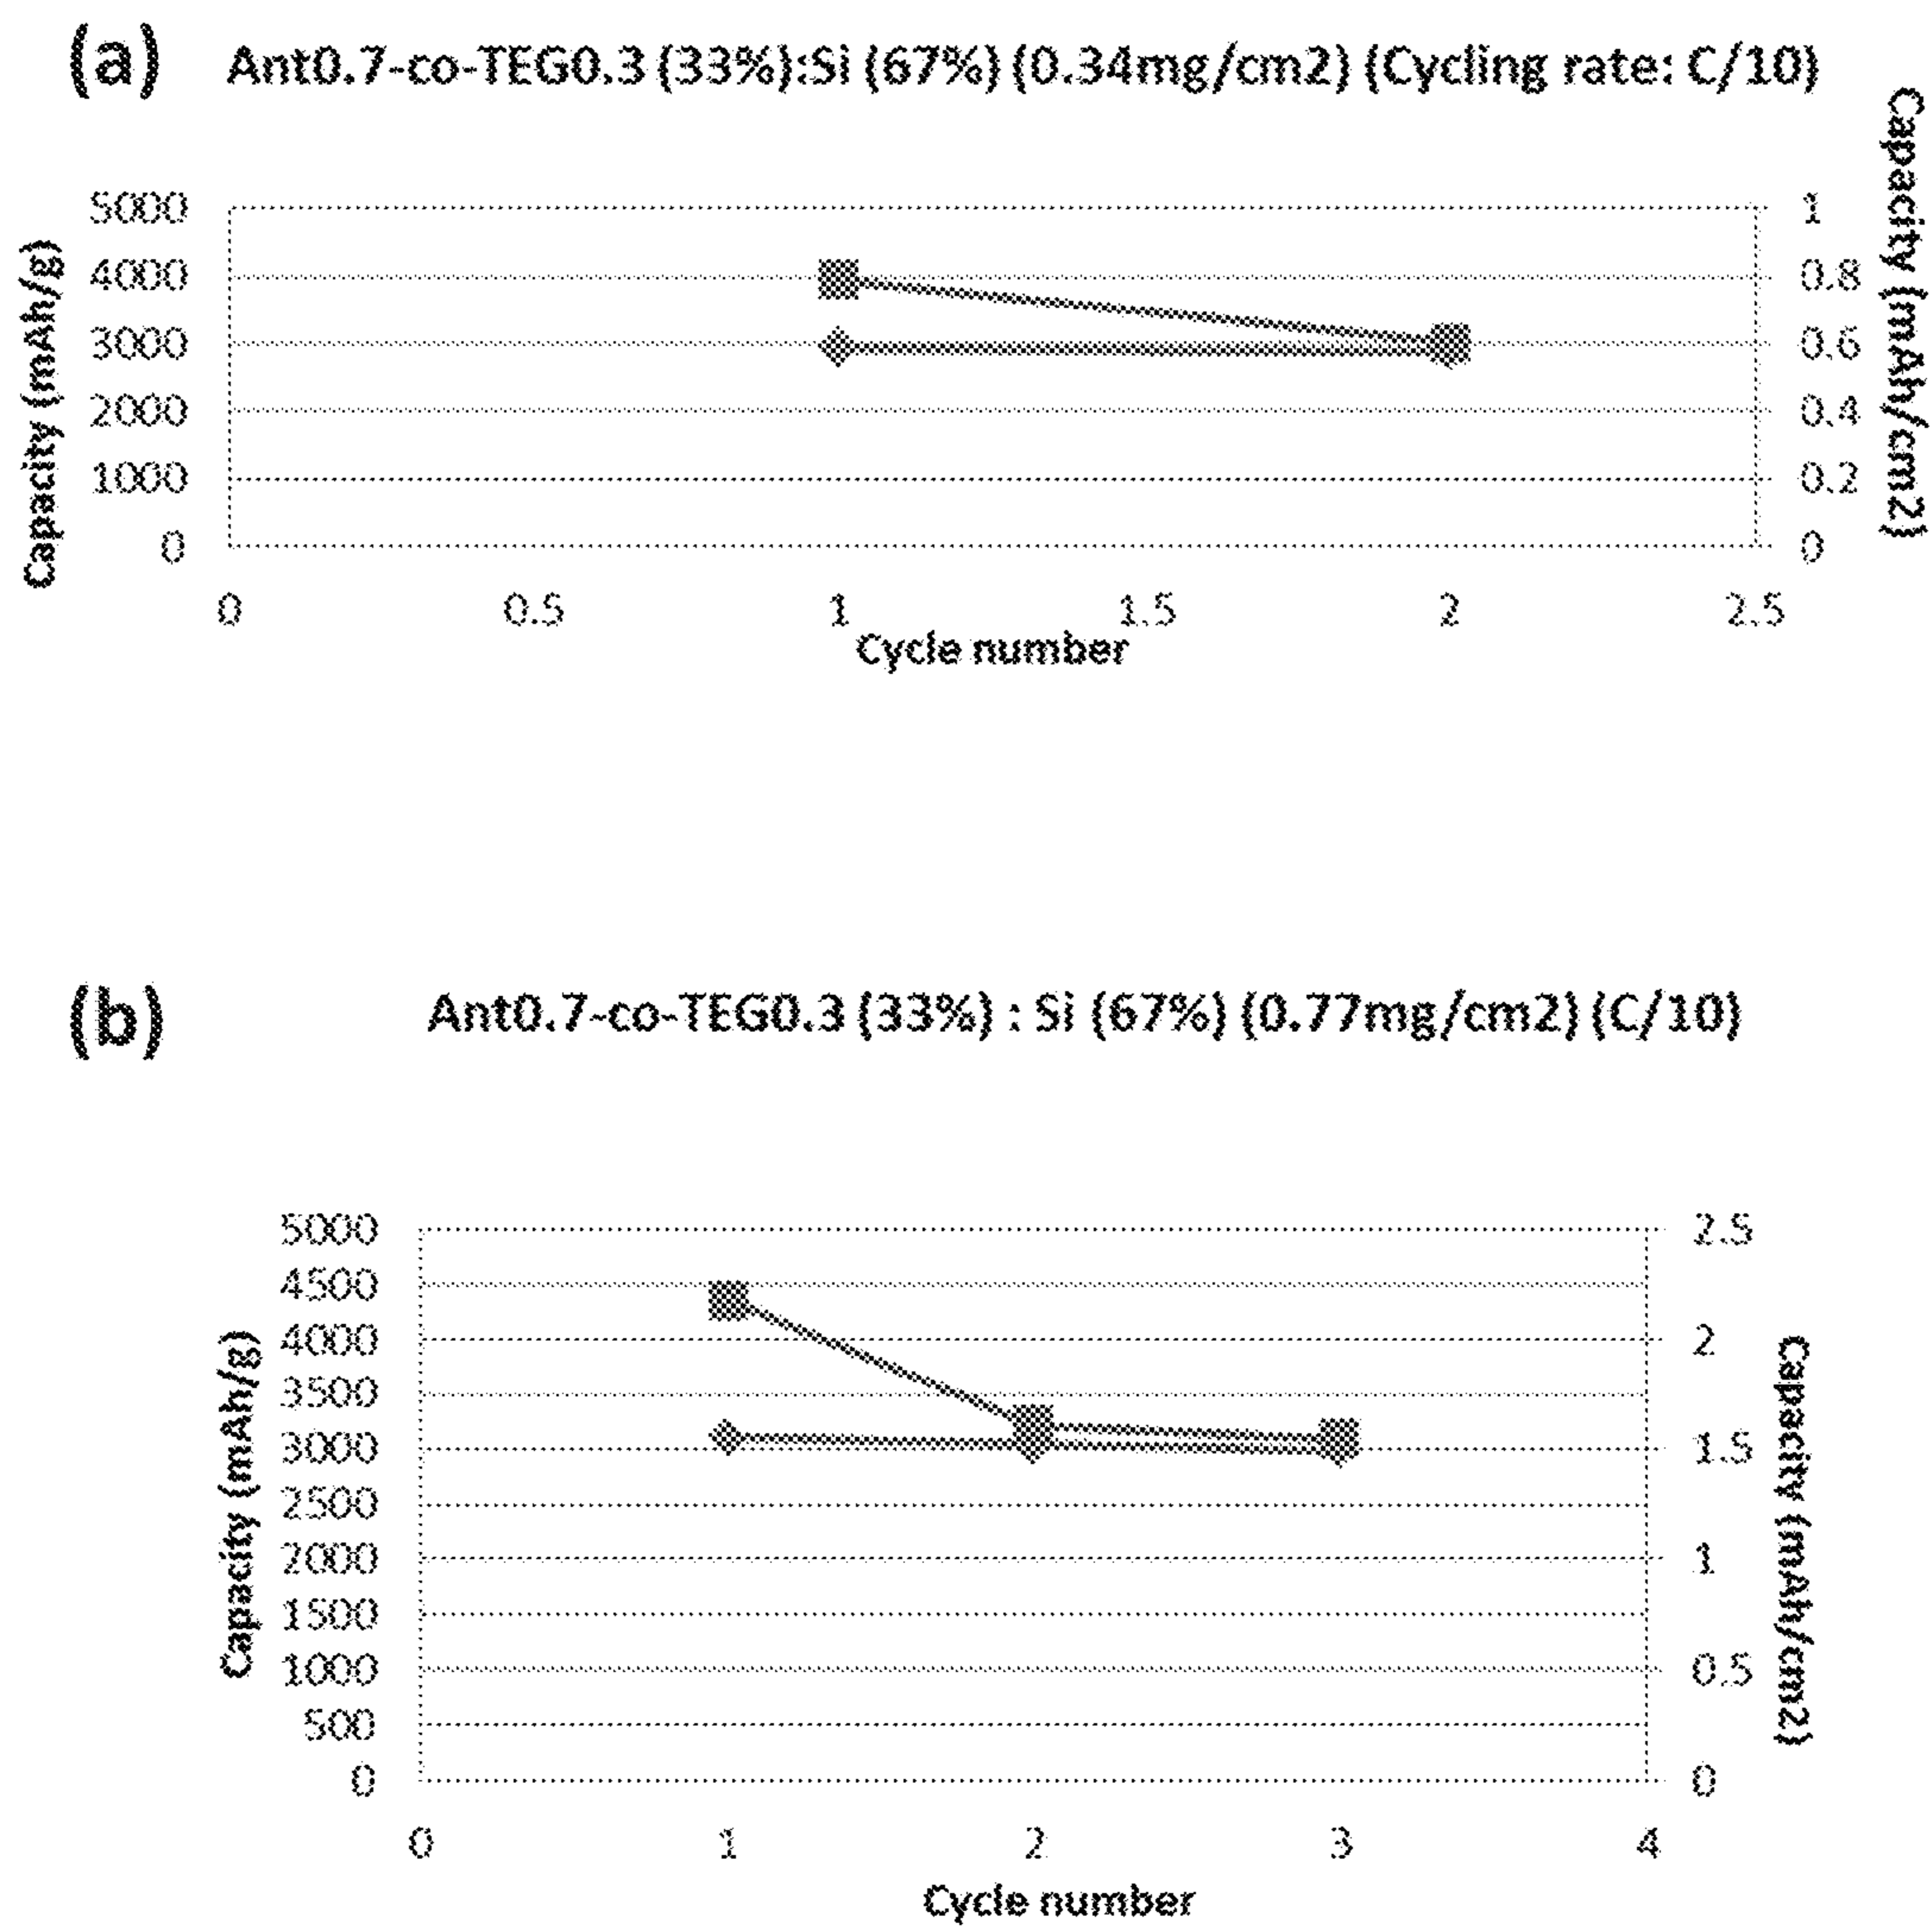 (a)
Ant0.7-co-TEG0.3 (33%):Si (67%) (0.34mg/cm2) (Cycling rate: C/10)
Capacity (mAh/g)
5000
4000
3000
2000
1000
0
1
0.8
0.6
0.4
0.2
0
Capacity (mAh/cm2)
0 0.5 1 1.5 2 2.5
Cycle number
(b)
Ant0.7-co-TEG0.3 (33%) : Si (67%) (0.77mg/cm2) (C/10)
Capacity (mAh/g)
5000
4500
4000
3500
3000
2500
2000
1500
1000
500
0
2.5
2
1.5
1
0.5
0
Capacity (mAh/cm2)
0 1 2 3 4
Cycle number